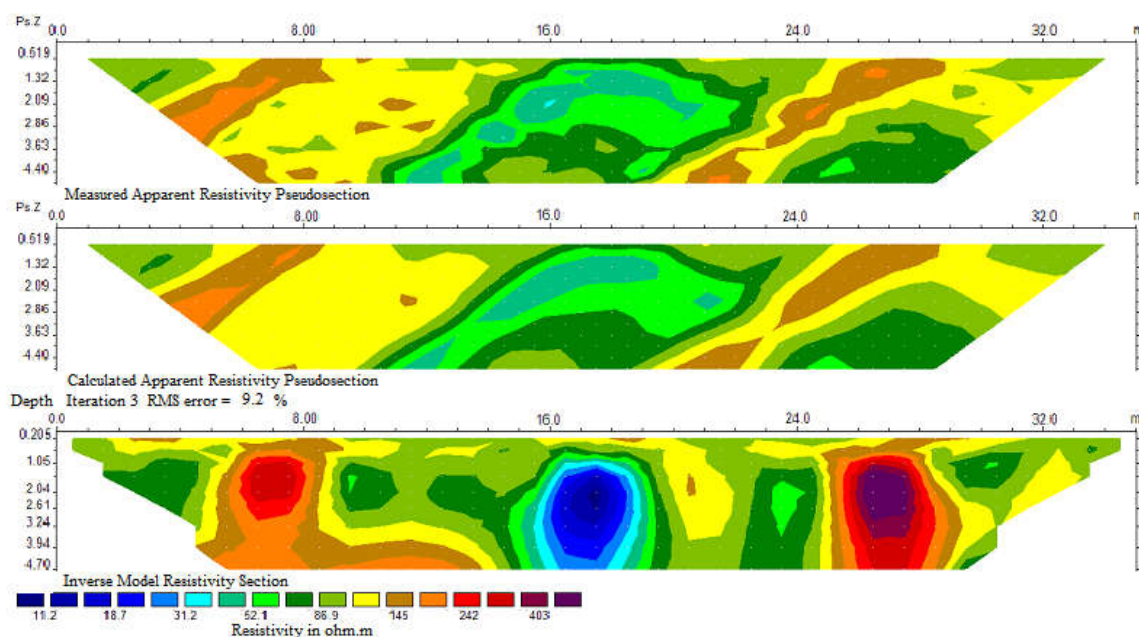 Ps.Z 0.0 8.00 16.0 24.0 32.0 m
0.519
1.32
2.09
2.86
3.63
4.40
Measured Apparent Resistivity Pseudosection
Ps.Z 0.0 8.00 16.0 24.0 32.0 m
0.519
1.32
2.09
2.86
3.63
4.40
Calculated Apparent Resistivity Pseudosection
Depth Iteration 3 RMS error = 9.2 %
0.0 8.00 16.0 24.0 32.0 m
0.205
1.05
2.04
2.61
3.24
3.94
4.70
Inverse Model Resistivity Section
11.2 18.7 31.2 52.1 86.9 145 242 403
Resistivity in ohm.m